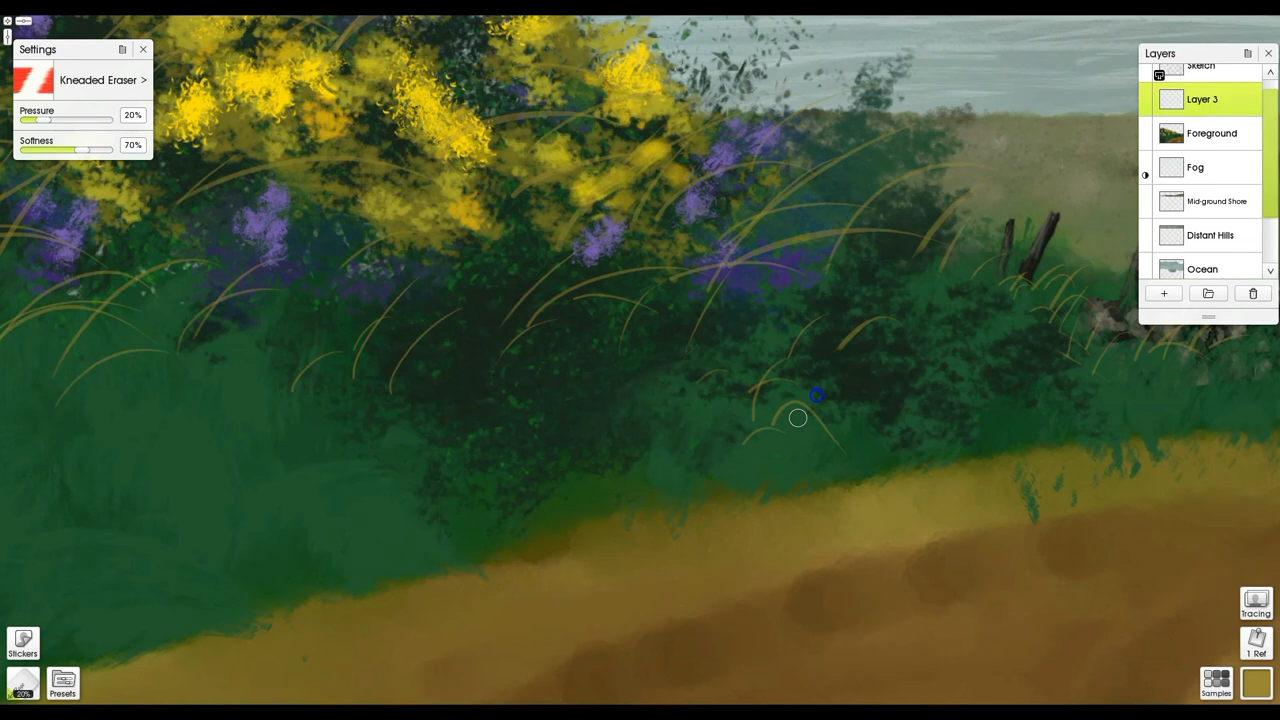 Settings
Kneaded Eraser >
Pressure
20%
Softness
70%
Layers
Sketch
Layer 3
Foreground
Fog
Mid-ground Shore
Distant Hills
Ocean
+
Tracing
Stickers
1 Ref
20%
Presets
Samples